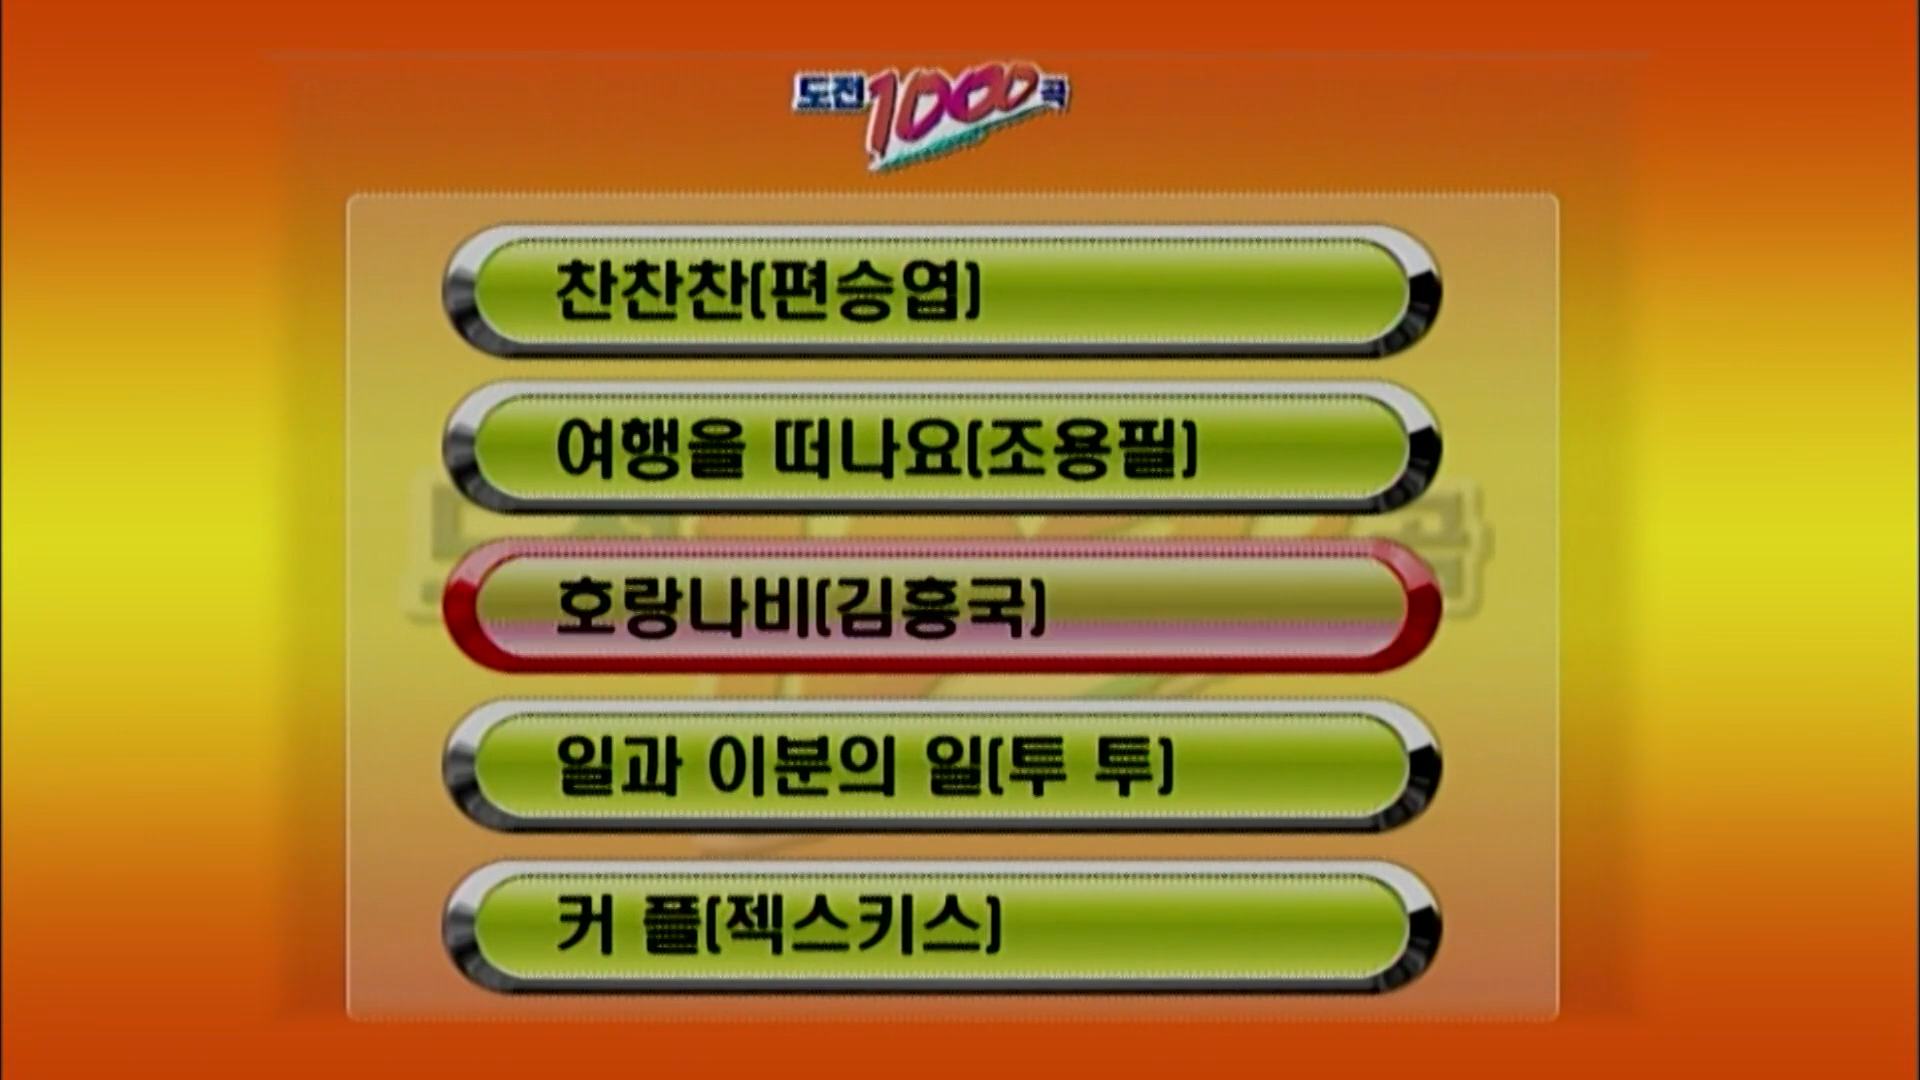 도전1000곡
찬찬찬(편승엽)
여행을 떠나요(조용필)
호랑나비(김흥국)
일과 이분의 일(투 투)
커 플(젝스키스)